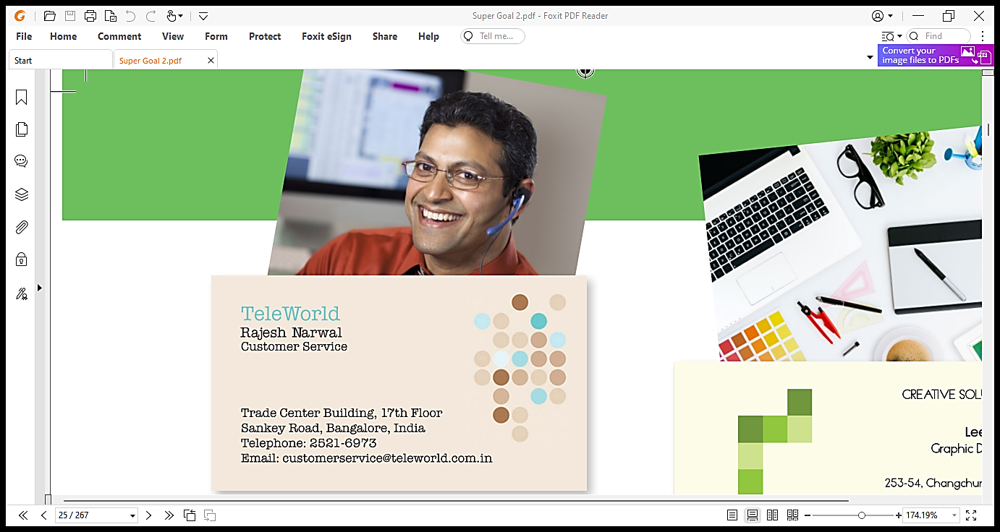 Super Goal 2.pdf - Foxit PDF Reader
File Home Comment View Form Protect Foxit eSign Share Help Tell me... Find
Start Super Goal 2.pdf
Convert your
image files to PDFs
PDF
TeleWorld
Rajesh Narwal
Customer Service
Trade Center Building, 17th Floor
Sankey Road, Bangalore, India
Telephone: 2521-6973
Email: customerservice@teleworld.com.in
CREATIVE SOLU
Lee
Graphic D
253-54, Changchun
25 / 267 174.19%